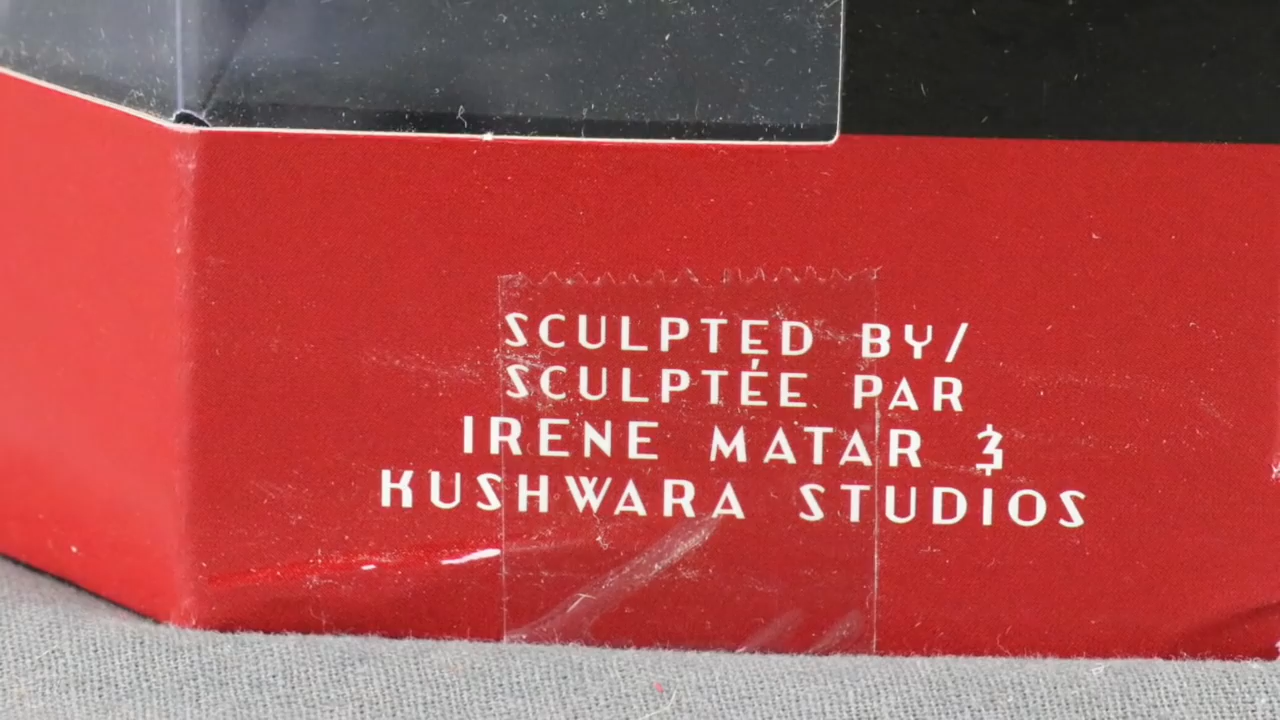 SCULPTED BY/
SCULPTÉE PAR
IRENE MATAR &
KUSHWARA STUDIOS